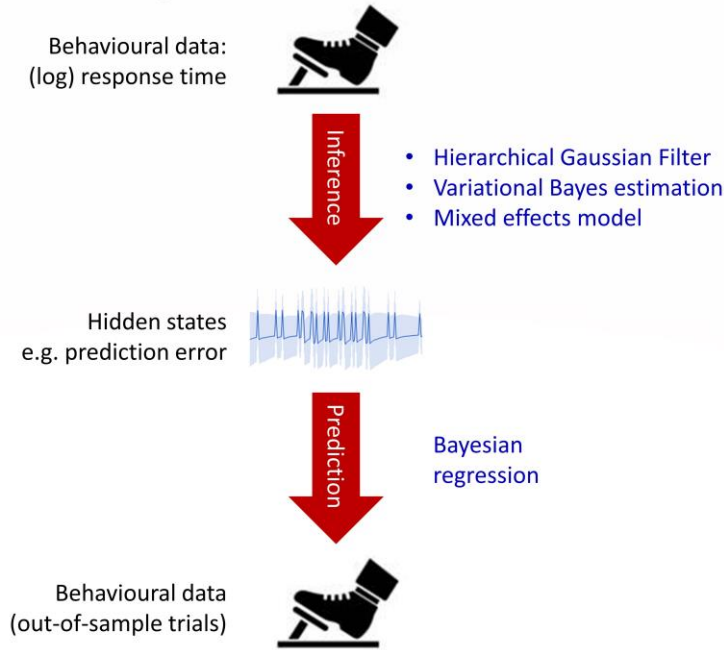 Behavioural data:
(log) response time
Inference
• Hierarchical Gaussian Filter
• Variational Bayes estimation
• Mixed effects model
Hidden states
e.g. prediction error
Prediction
Bayesian
regression
Behavioural data
(out-of-sample trials)